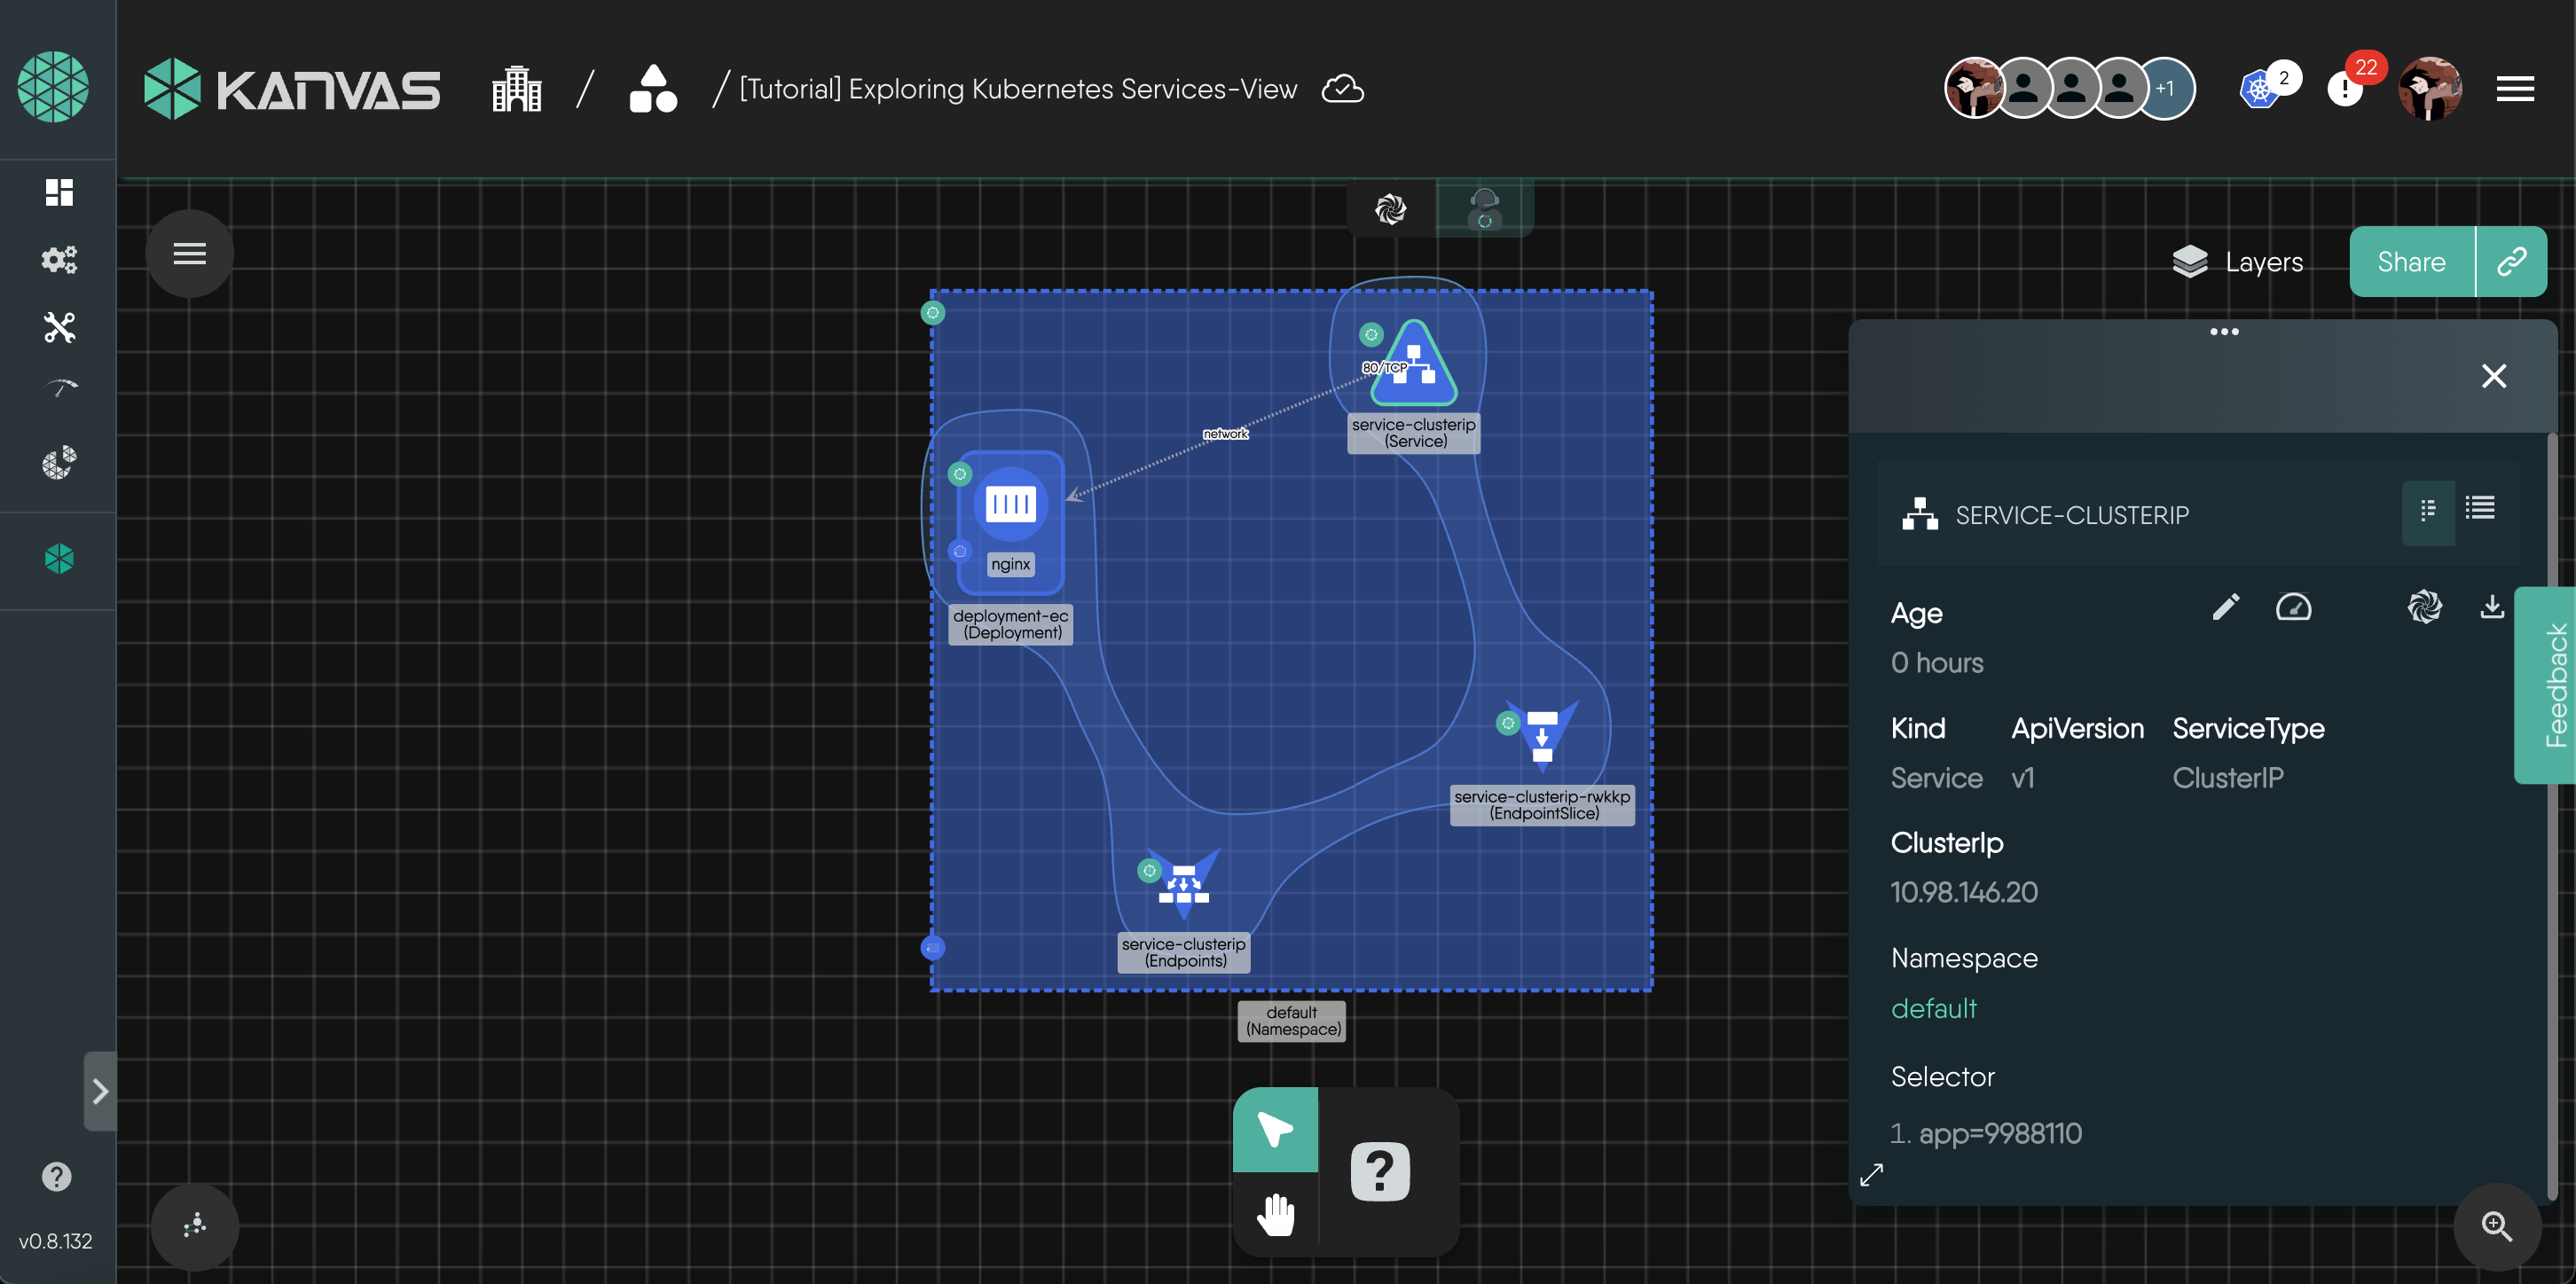 KANVAS
/ / [Tutorial] Exploring Kubernetes Services-View
+1
2
22
Layers
Share
80/TCP
service-clusterip
(Service)
network
nginx
deployment-ec
(Deployment)
service-clusterip-rwkkp
(EndpointSlice)
service-clusterip
(Endpoints)
default
(Namespace)
SERVICE-CLUSTERIP
Age
0 hours
Kind ApiVersion ServiceType
Service v1 ClusterIP
ClusterIp
10.98.146.20
Namespace
default
Selector
1. app=9988110
Feedback
v0.8.132